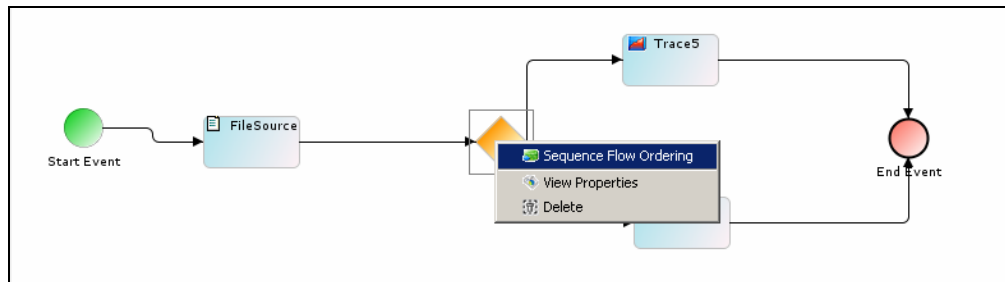 Trace5
FileSource
Start Event
End Event
Sequence Flow Ordering
View Properties
Delete